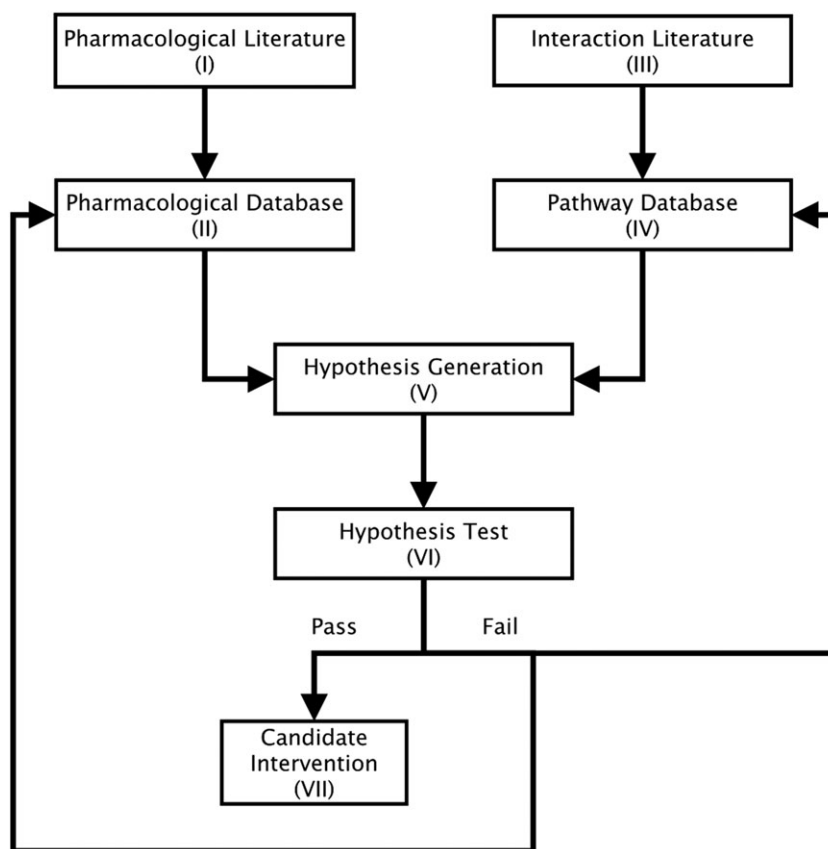 Pharmacological Literature
(I)
Interaction Literature
(III)
Pharmacological Database
(II)
Pathway Database
(IV)
Hypothesis Generation
(V)
Hypothesis Test
(VI)
Pass
Fail
Candidate
Intervention
(VII)